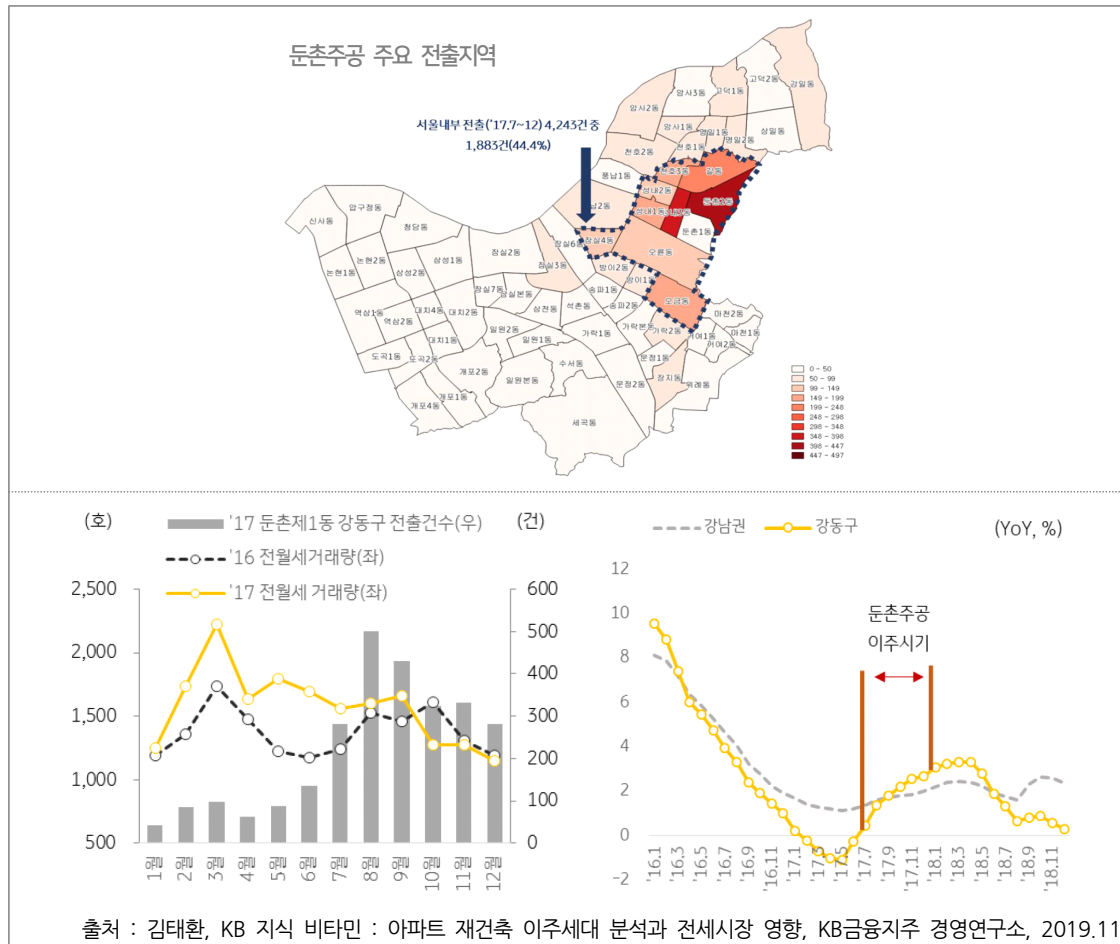 둔촌주공 주요 전출지역
서울내부 전출('17.7~12) 4,243건 중
1,883건(44.4%)
고덕2동
강일동
고덕1동
암사3동
암사2동
상일동
암사1동
명일1동
명일2동
천호1동
천호2동
천호3동
길동
풍납1동
성내2동
성내1동
둔촌1동
잠실4동
오륜동
잠실6동
신사동
압구정동
청담동
잠실2동
잠실3동
방이2동
방이1동
논현1동
논현2동
삼성1동
삼성2동
잠실7동
잠실본동
송파1동
송파2동
오금동
마천2동
마천1동
삼전동
석촌동
대치4동
대치2동
역삼1동
역삼2동
대치1동
일원2동
일원1동
가락1동
가락본동
가락2동
거여1동
거여2동
도곡1동
도곡2동
개포2동
일원본동
수서동
문정1동
문정2동
장지동
위례동
개포1동
개포4동
세곡동
0 - 50
50 - 99
99 - 149
149 - 199
199 - 248
248 - 298
298 - 348
348 - 398
398 - 447
447 - 497
(호)
'17 둔촌제1동 강동구 전출건수(우)
(건)
'16 전월세거래량(좌)
'17 전월세 거래량(좌)
2,500
2,000
1,500
1,000
500
600
500
400
300
200
100
0
1월
2월
3월
4월
5월
6월
7월
8월
9월
10월
11월
12월
강남권
강동구
(YoY, %)
둔촌주공
이주시기
12
10
8
6
4
2
0
-2
'16.1
'16.3
'16.5
'16.7
'16.9
'16.11
'17.1
'17.3
'17.5
'17.7
'17.9
'17.11
'18.1
'18.3
'18.5
'18.7
'18.9
'18.11
출처 : 김태환, KB 지식 비타민 : 아파트 재건축 이주세대 분석과 전세시장 영향, KB금융지주 경영연구소, 2019.11